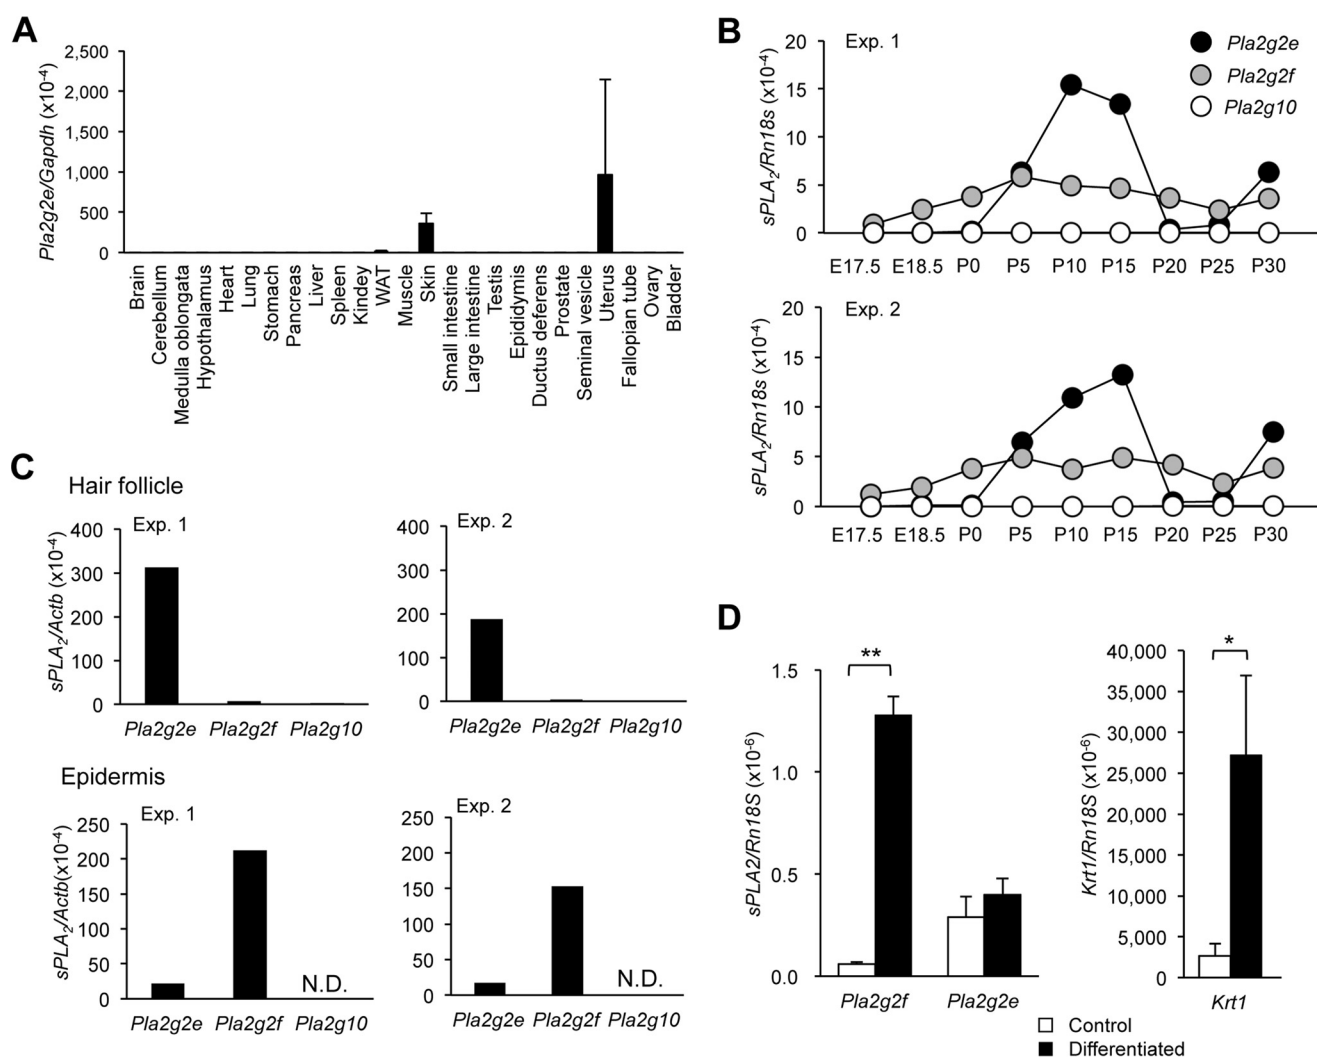 A
Pla2g2e/Gapdh (x10-4)
2,500
2,000
1,500
1,000
500
0
Brain
Cerebellum
Medulla oblongata
Hypothalamus
Heart
Lung
Stomach
Pancreas
Liver
Spleen
Kindey
WAT
Muscle
Skin
Small intestine
Large intestine
Testis
Epididymis
Ductus deferens
Prostate
Seminal vesicle
Uterus
Fallopian tube
Ovary
Bladder
B
Exp. 1
Pla2g2e
Pla2g2f
Pla2g10
sPLA2/Rn18s (x10-4)
20
15
10
5
0
E17.5 E18.5 P0 P5 P10 P15 P20 P25 P30
Exp. 2
sPLA2/Rn18s (x10-4)
20
15
10
5
0
E17.5 E18.5 P0 P5 P10 P15 P20 P25 P30
C
Hair follicle
Exp. 1
sPLA2/Actb (x10-4)
400
300
200
100
0
Pla2g2e Pla2g2f Pla2g10
Exp. 2
400
300
200
100
0
Pla2g2e Pla2g2f Pla2g10
Epidermis
Exp. 1
sPLA2/Actb(x10-4)
250
200
150
100
50
0
N.D.
Pla2g2e Pla2g2f Pla2g10
Exp. 2
250
200
150
100
50
0
N.D.
Pla2g2e Pla2g2f Pla2g10
D
sPLA2/Rn18S (x10-6)
1.5
1.0
0.5
0.0
**
Pla2g2f Pla2g2e
Krt1/Rn18S (x10-6)
40,000
35,000
30,000
25,000
20,000
15,000
10,000
5,000
0
*
Krt1
Control
Differentiated